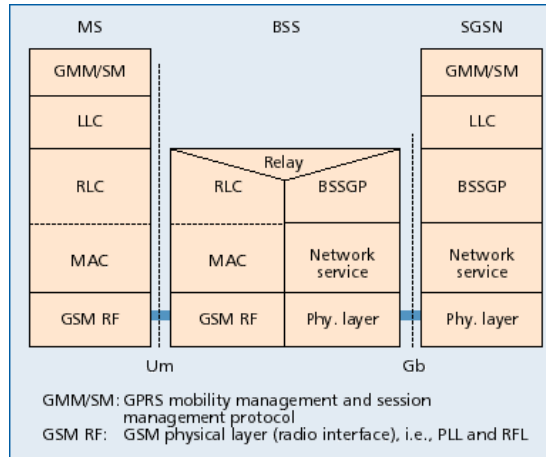 MS BSS SGSN
GMM/SM GMM/SM
LLC LLC
Relay
RLC RLC BSSGP BSSGP
MAC MAC Network service Network service
GSM RF GSM RF Phy. layer Phy. layer
Um Gb
GMM/SM: GPRS mobility management and session
management protocol
GSM RF: GSM physical layer (radio interface), i.e., PLL and RFL